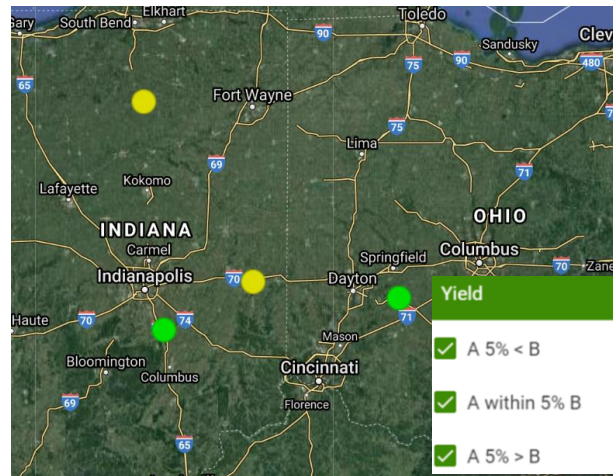 Gary
South Bend
Elkhart
Toledo
90
Sandusky
Clev
90
480
65
75
Fort Wayne
75
Lima
71
69
Kokomo
Lafayette
INDIANA
OHIO
Carmel
Columbus
Springfield
Indianapolis
70
Dayton
70
Zane
Haute
70
74
71
Mason
Bloomington
Columbus
Cincinnati
Florence
69
65
Yield
A 5% < B
A within 5% B
A 5% > B